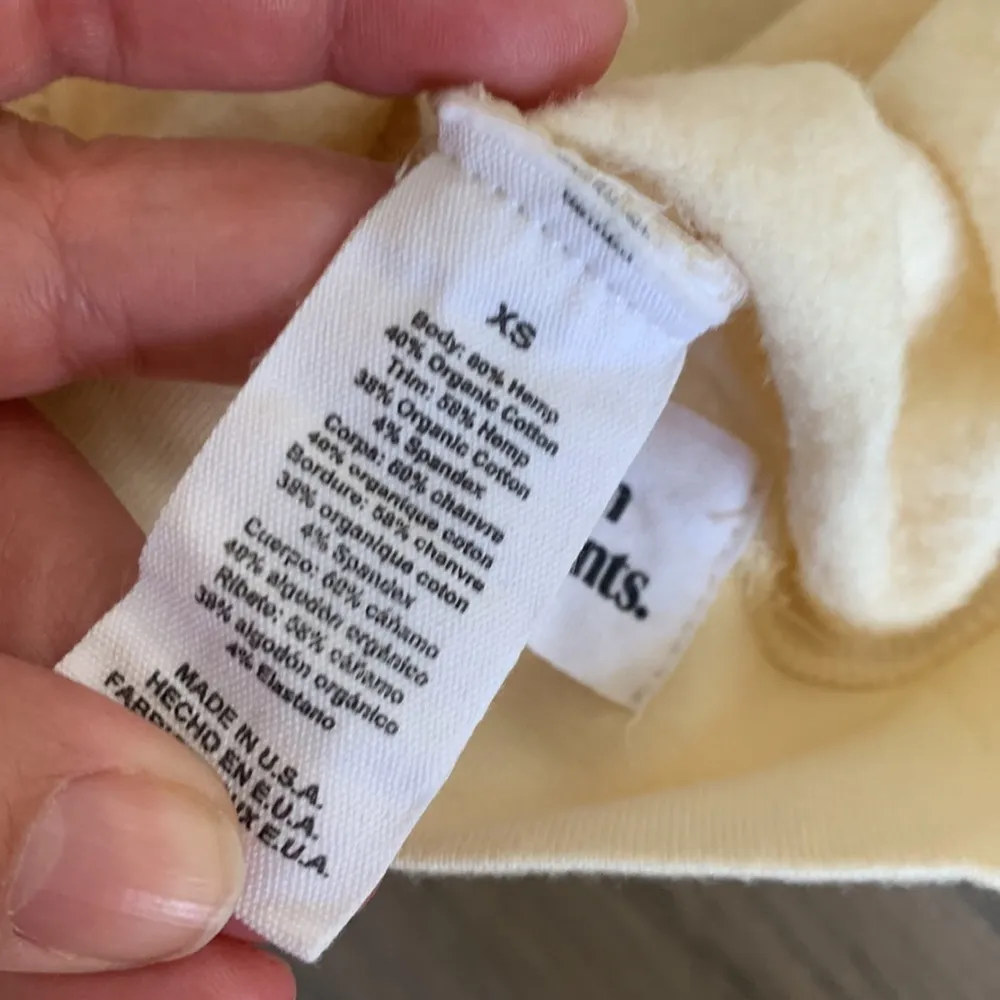 XS
Body: 60% Hemp
40% Organic Cotton
Trim: 58% Hemp
38% Organic Cotton
4% Spandex
Corps: 60% chanvre
40% organique coton
Bordure: 58% chanvre
38% organique coton
4% Spandex
Cuerpo: 60% cáñamo
40% algodón orgánico
Ribete: 58% cáñamo
38% algodón orgánico
4% Elastano
MADE IN U.S.A.
HECHO EN E.U.A.
E.U.A.
nts.